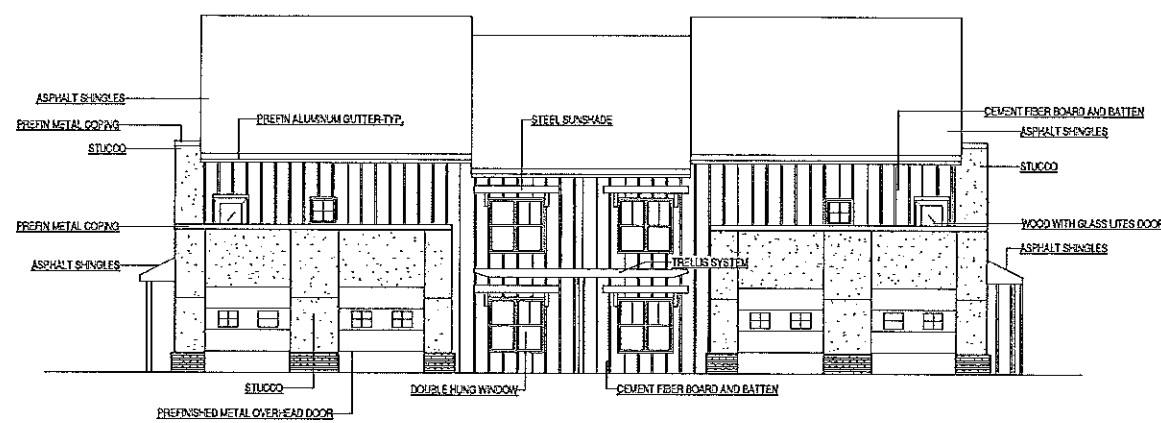 ASPHALT SHINGLES
PREFIN METAL COPING
STUCCO
PREFIN ALUMINUM GUTTER-TYP.
STEEL SUNSHADE
CEMENT FIBER BOARD AND BATTEN
ASPHALT SHINGLES
STUCCO
PREFIN METAL COPING
WOOD WITH GLASS LITES DOOR
ASPHALT SHINGLES
ASPHALT SHINGLES
TRELLIS SYSTEM
STUCCO
DOUBLE HUNG WINDOW
CEMENT FIBER BOARD AND BATTEN
PREFINISHED METAL OVERHEAD DOOR